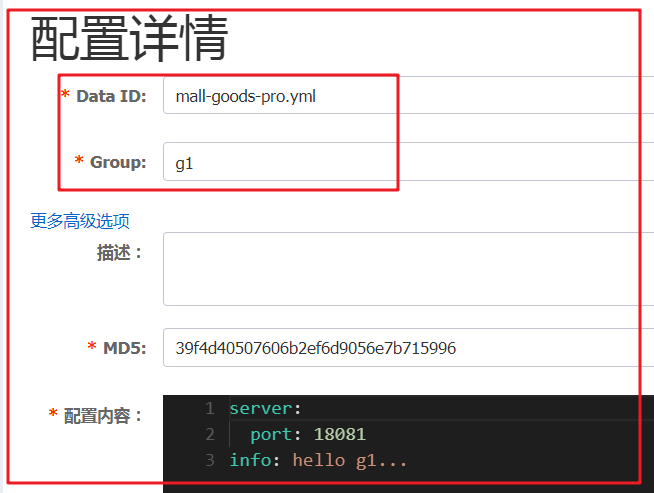 配置详情
* Data ID: mall-goods-pro.yml
* Group: g1
更多高级选项
描述：
* MD5: 39f4d40507606b2ef6d9056e7b715996
* 配置内容： 1 server:
2   port: 18081
3 info: hello g1...